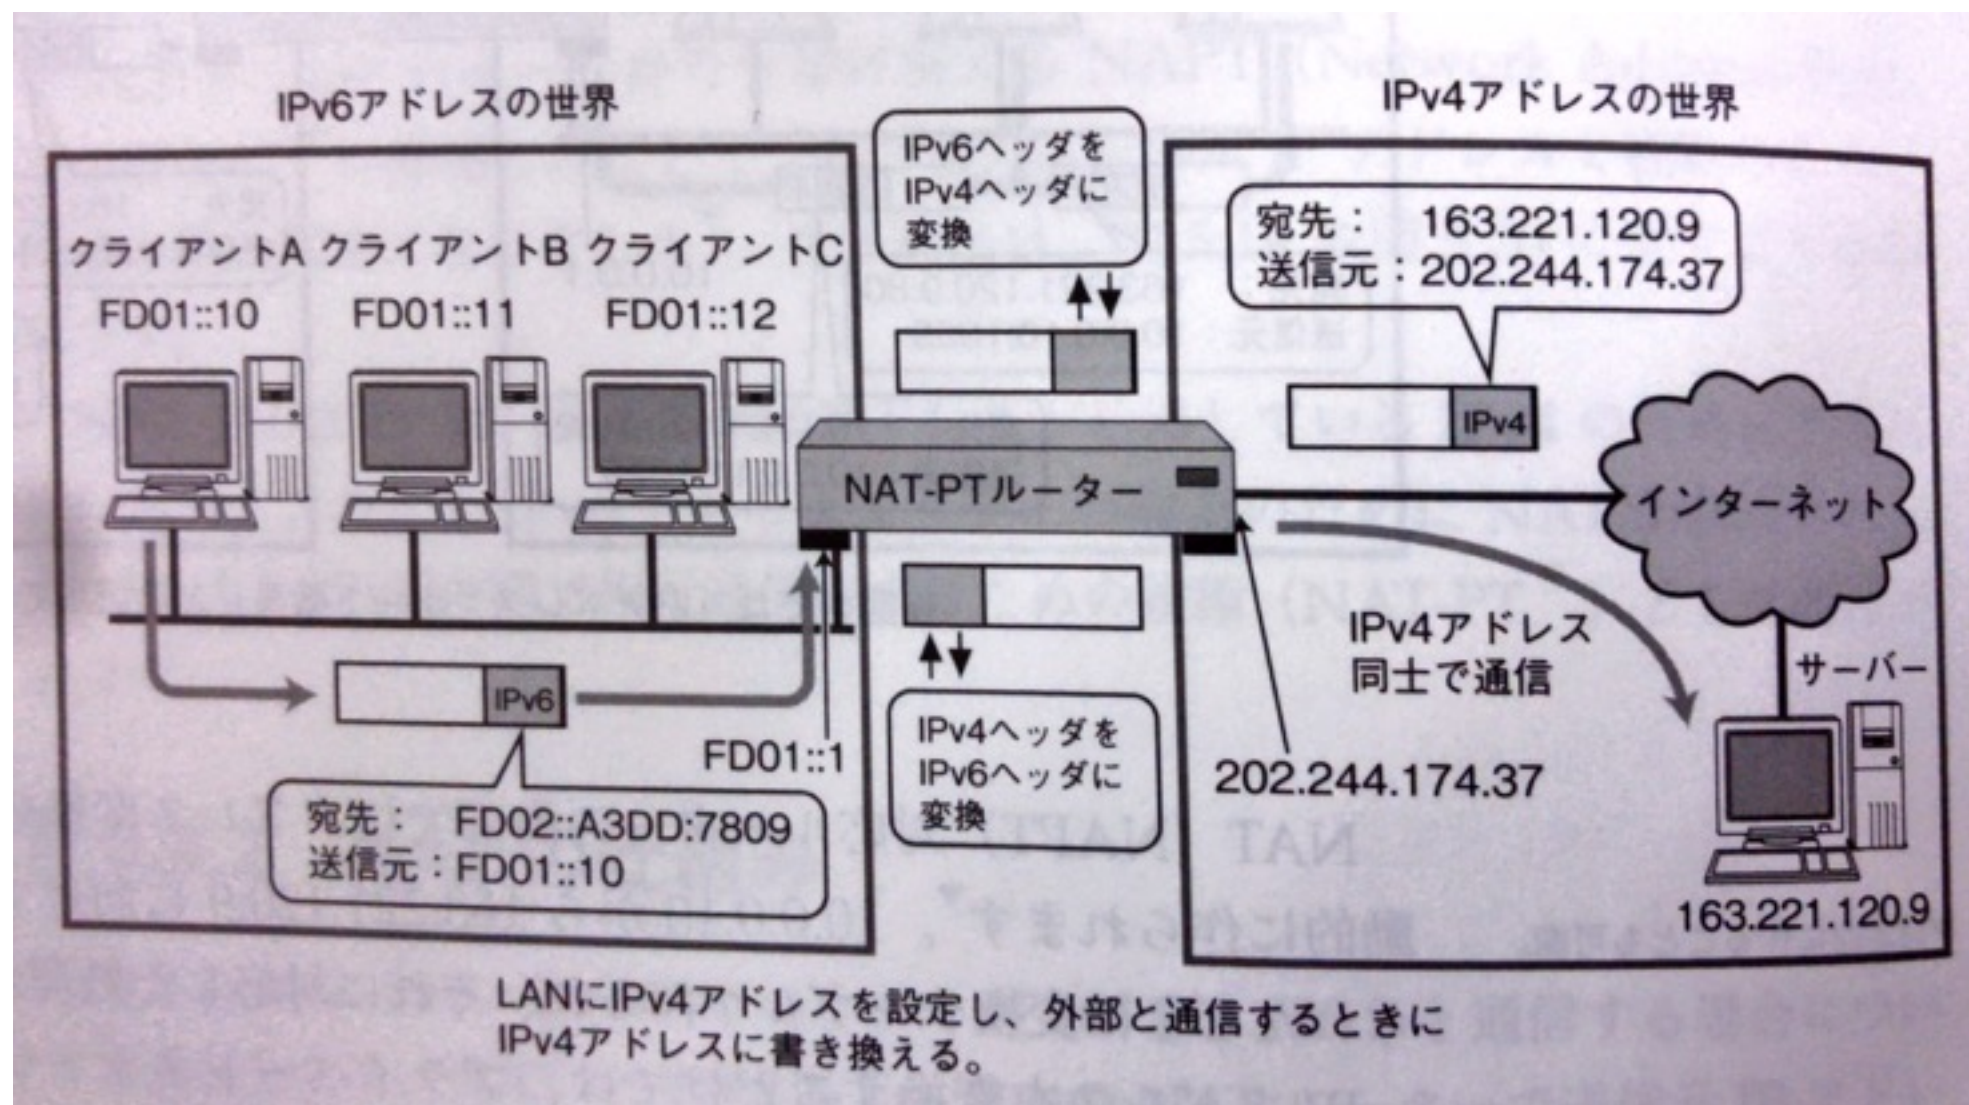 IPv6アドレスの世界
IPv4アドレスの世界
IPv6ヘッダを
IPv4ヘッダに
変換
宛先： 163.221.120.9
送信元：202.244.174.37
クライアントA クライアントB クライアントC
FD01::10 FD01::11 FD01::12
IPv4
NAT-PTルーター
インターネット
IPv4アドレス
同士で通信
サーバー
IPv6
FD01::1
202.244.174.37
IPv4ヘッダを
IPv6ヘッダに
変換
宛先： FD02::A3DD:7809
送信元：FD01::10
163.221.120.9
LANにIPv4アドレスを設定し、外部と通信するときに
IPv4アドレスに書き換える。